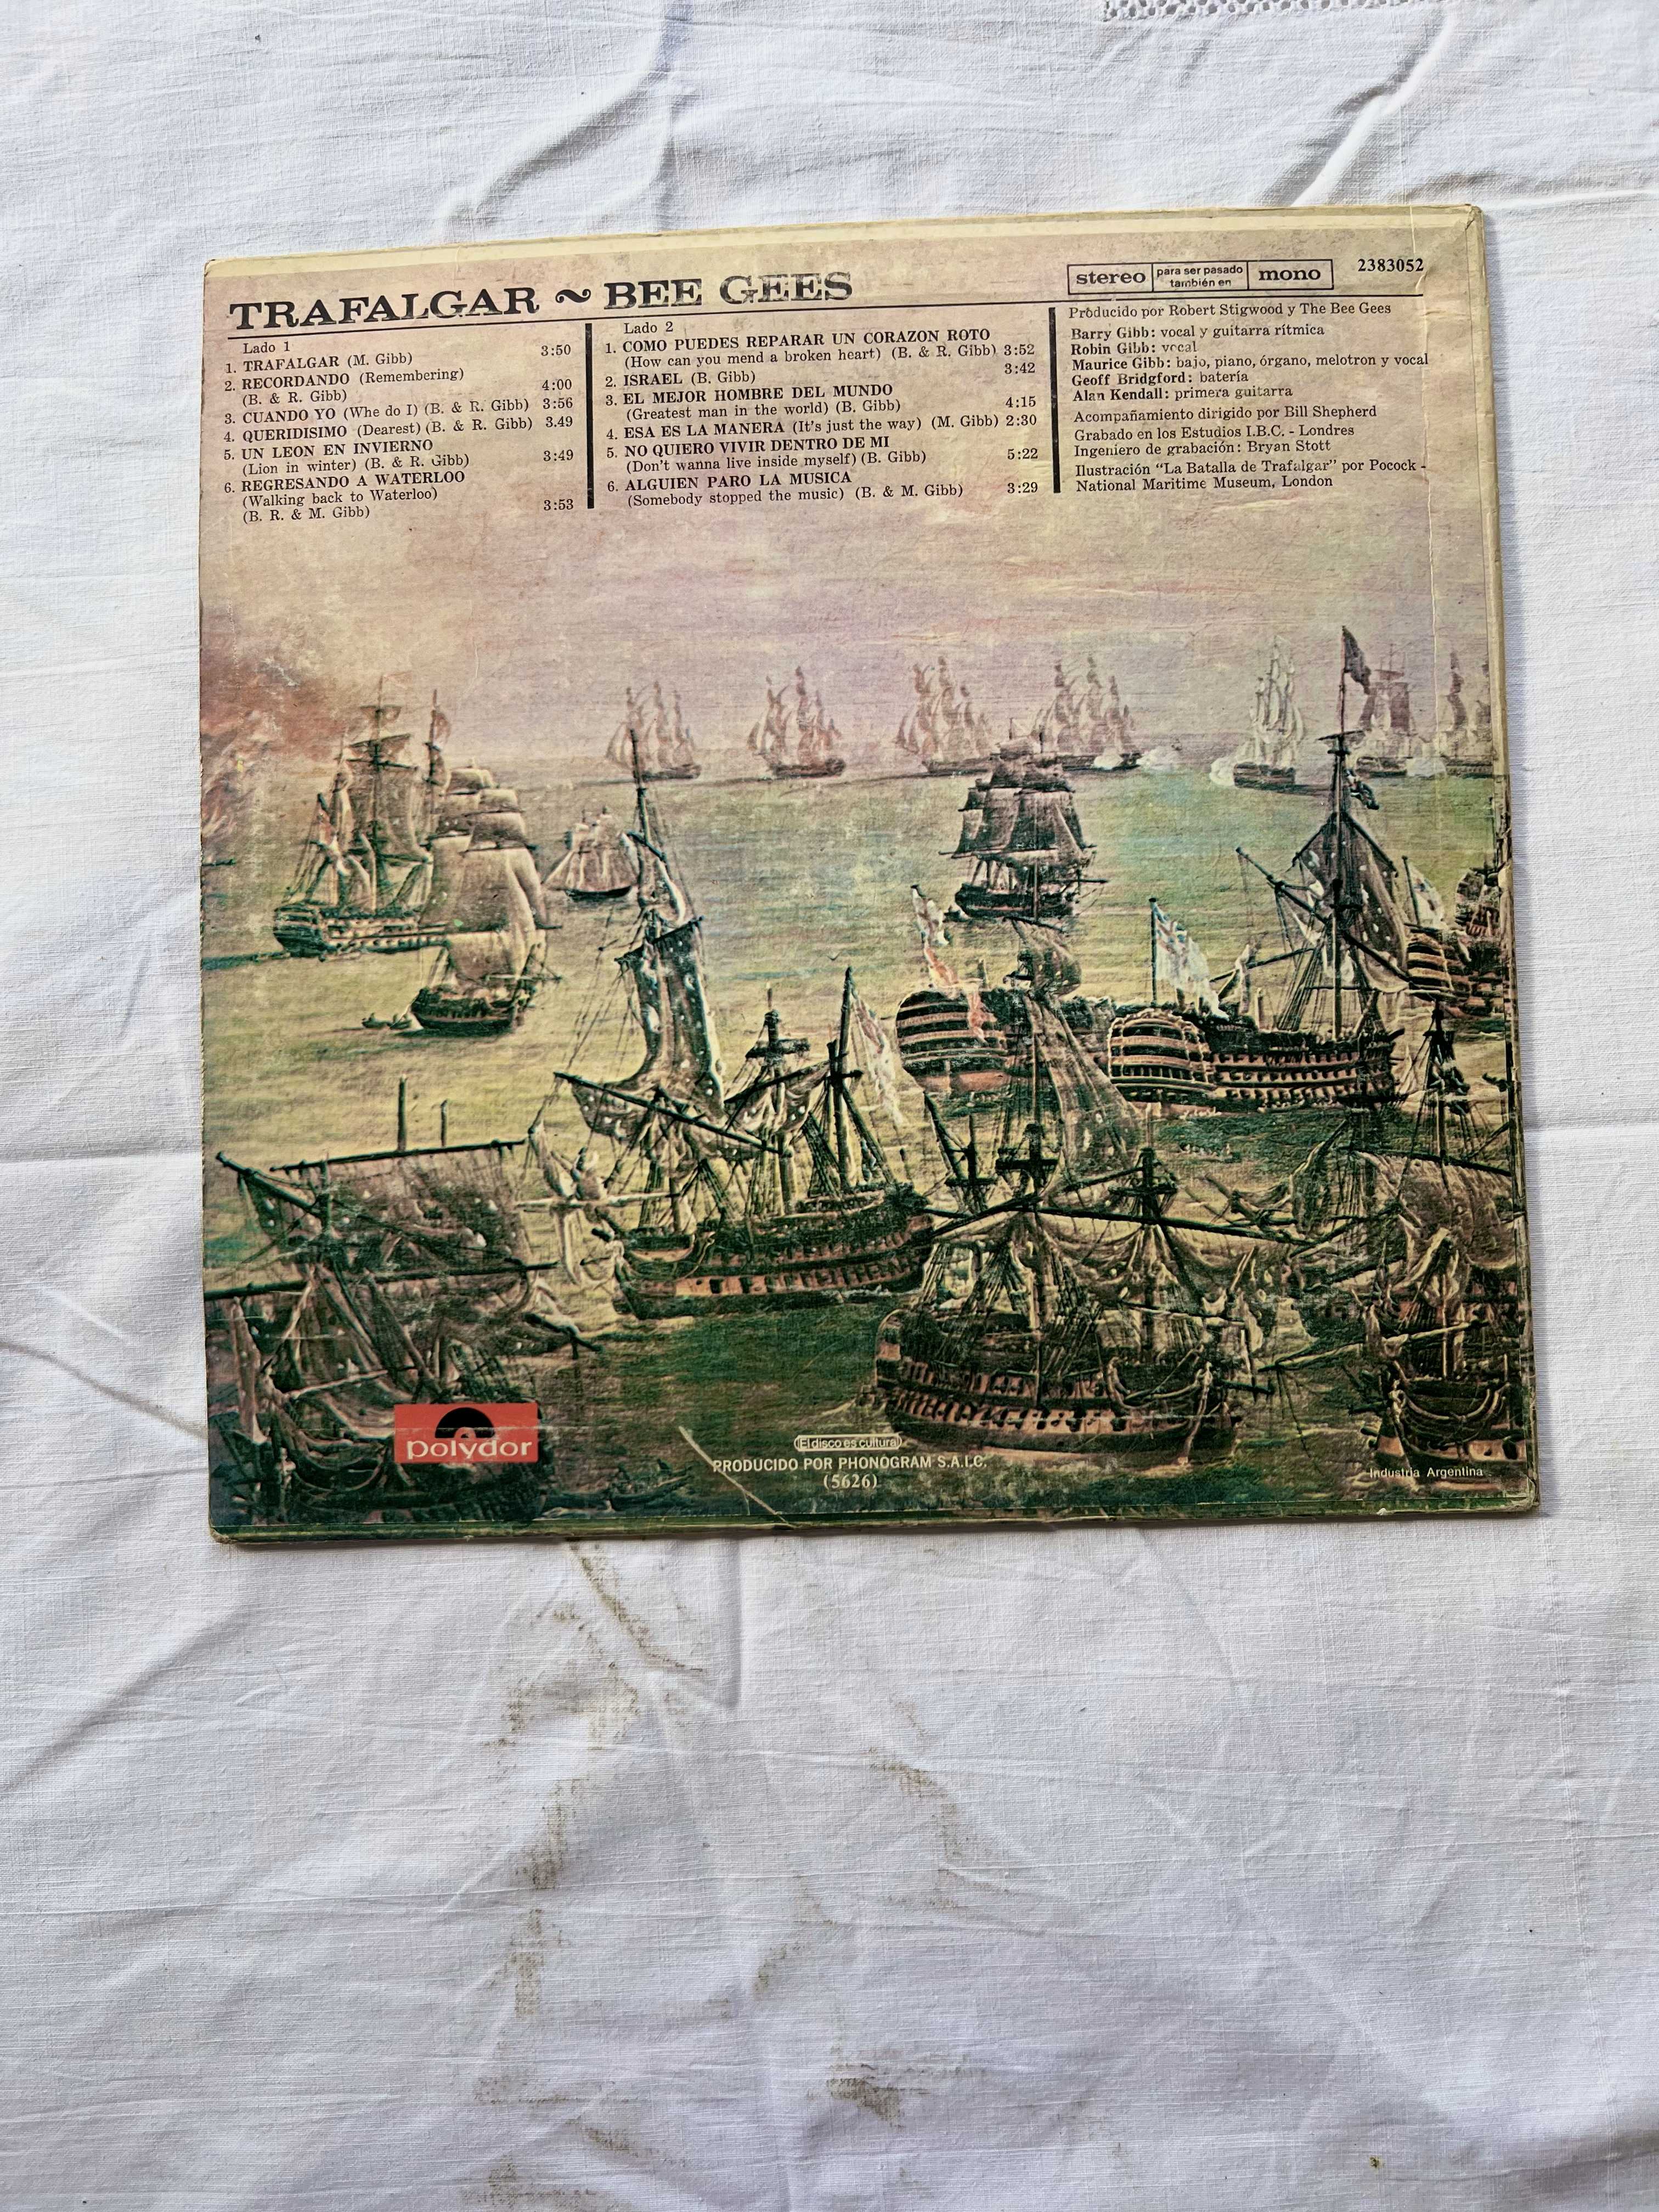 TRAFALGAR ~ BEE GEES
stereo para ser pasado también en mono 2383052
Lado 1
1. TRAFALGAR (M. Gibb) 3:50
2. RECORDANDO (Remembering)
(B. & R. Gibb) 4:00
3. CUANDO YO (Whe do I) (B. & R. Gibb) 3:56
4. QUERIDISIMO (Dearest) (B. & R. Gibb) 3.49
5. UN LEON EN INVIERNO
(Lion in winter) (B. & R. Gibb) 3:49
6. REGRESANDO A WATERLOO
(Walking back to Waterloo)
(B. R. & M. Gibb) 3:53
Lado 2
1. COMO PUEDES REPARAR UN CORAZON ROTO
(How can you mend a broken heart) (B. & R. Gibb) 3:52
2. ISRAEL (B. Gibb) 3:42
3. EL MEJOR HOMBRE DEL MUNDO
(Greatest man in the world) (B. Gibb) 4:15
4. ESA ES LA MANERA (It's just the way) (M. Gibb) 2:30
5. NO QUIERO VIVIR DENTRO DE MI
(Don't wanna live inside myself) (B. Gibb) 5:22
6. ALGUIEN PARO LA MUSICA
(Somebody stopped the music) (B. & M. Gibb) 3:29
Producido por Robert Stigwood y The Bee Gees
Barry Gibb: vocal y guitarra rítmica
Robin Gibb: vocal
Maurice Gibb: bajo, piano, órgano, melotron y vocal
Geoff Bridgford: batería
Alan Kendall: primera guitarra
Acompañamiento dirigido por Bill Shepherd
Grabado en los Estudios I.B.C. - Londres
Ingeniero de grabación: Bryan Stott
Ilustración "La Batalla de Trafalgar" por Pocock -
National Maritime Museum, London
polydor
El disco es cultura
PRODUCIDO POR PHONOGRAM S.A.I.C.
(5626)
Industria Argentina